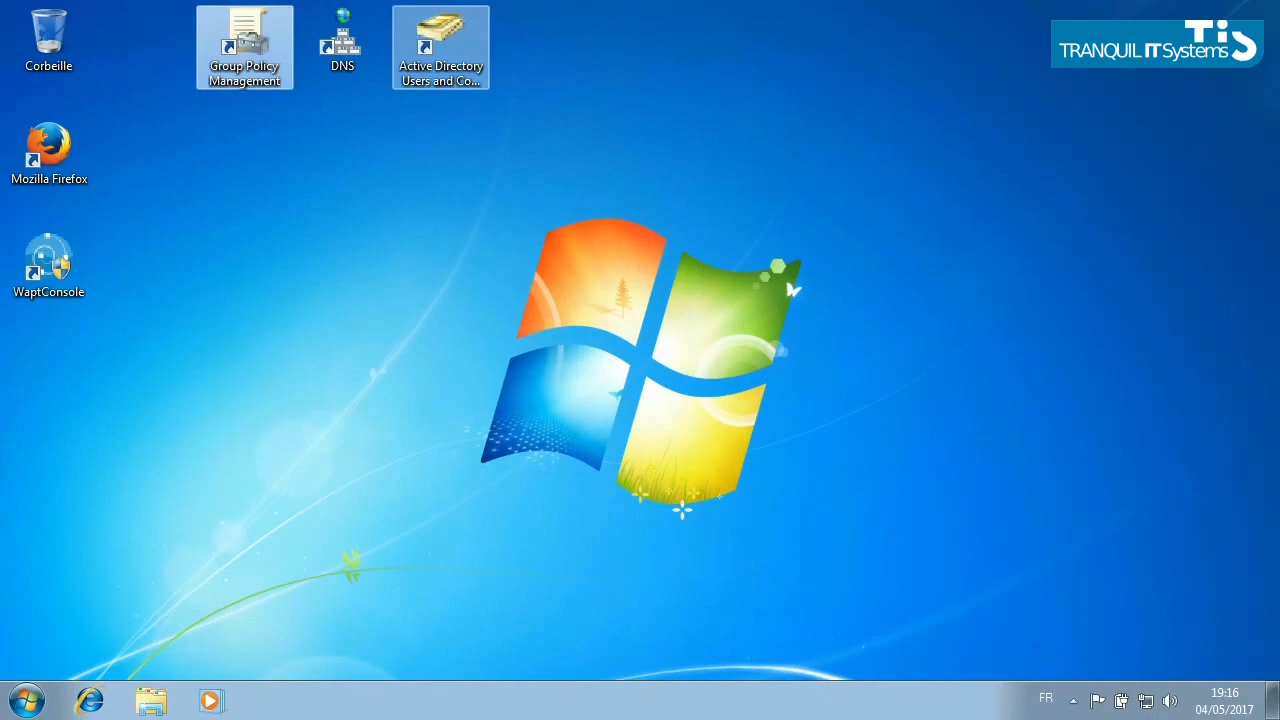 Corbeille
Group Policy
Management
DNS
Active Directory
Users and Co...
TiS
TRANQUIL IT Systems
Mozilla Firefox
WaptConsole
FR
19:16
04/05/2017